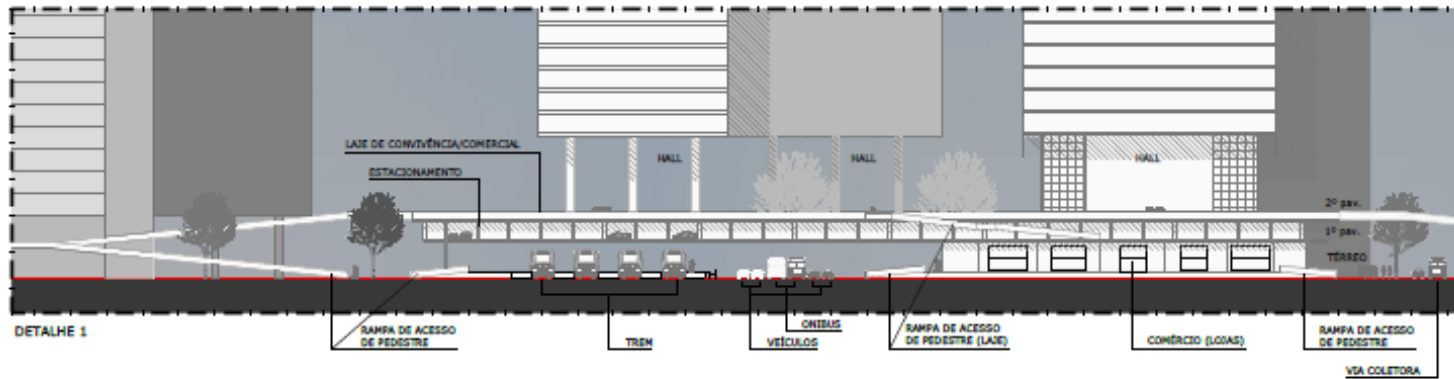 LAJE DE CONVIVÊNCIA/COMERCIAL
ESTACIONAMENTO
HALL
HALL
HALL
2º pav.
1º pav.
TÉRREO
DETALHE 1
RAMPA DE ACESSO
DE PEDESTRE
TREM
ONIBUS
VEÍCULOS
RAMPA DE ACESSO
DE PEDESTRE (LAJE)
COMÉRCIO (LOJAS)
RAMPA DE ACESSO
DE PEDESTRE
VIA COLETORA